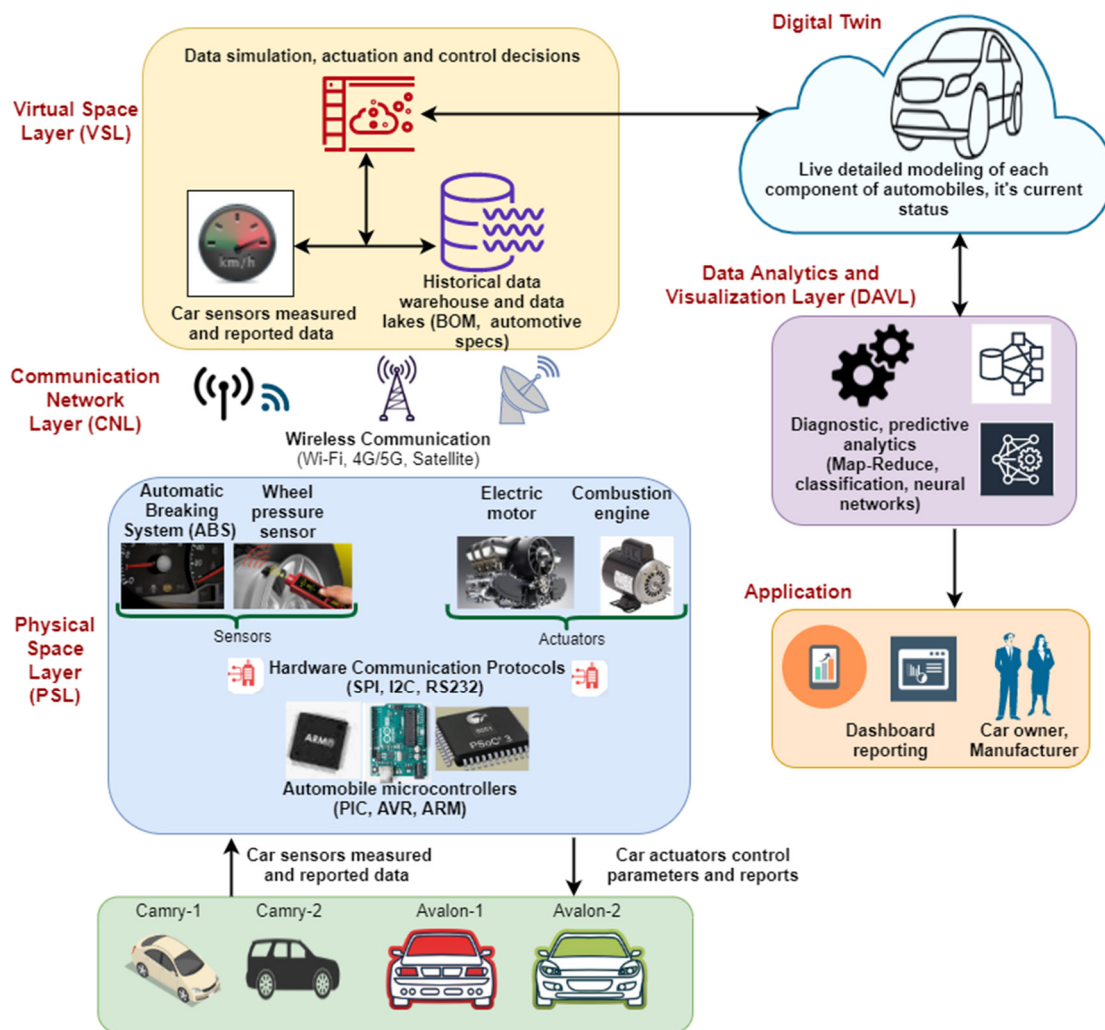 Digital Twin
Data simulation, actuation and control decisions
Virtual Space
Layer (VSL)
Live detailed modeling of each
component of automobiles, it's current
status
km/h
Car sensors measured
and reported data
Historical data
warehouse and data
lakes (BOM, automotive
specs)
Data Analytics and
Visualization Layer (DAVL)
Communication
Network
Layer (CNL)
Wireless Communication
(Wi-Fi, 4G/5G, Satellite)
Diagnostic, predictive
analytics
(Map-Reduce,
classification, neural
networks)
Automatic
Breaking
System (ABS)
Wheel
pressure
sensor
Electric
motor
Combustion
engine
Sensors
Actuators
Physical
Space
Layer
(PSL)
Hardware Communication Protocols
(SPI, I2C, RS232)
ARM
PSoC 3
Automobile microcontrollers
(PIC, AVR, ARM)
Application
Dashboard
reporting
Car owner,
Manufacturer
Car sensors measured
and reported data
Car actuators control
parameters and reports
Camry-1
Camry-2
Avalon-1
Avalon-2